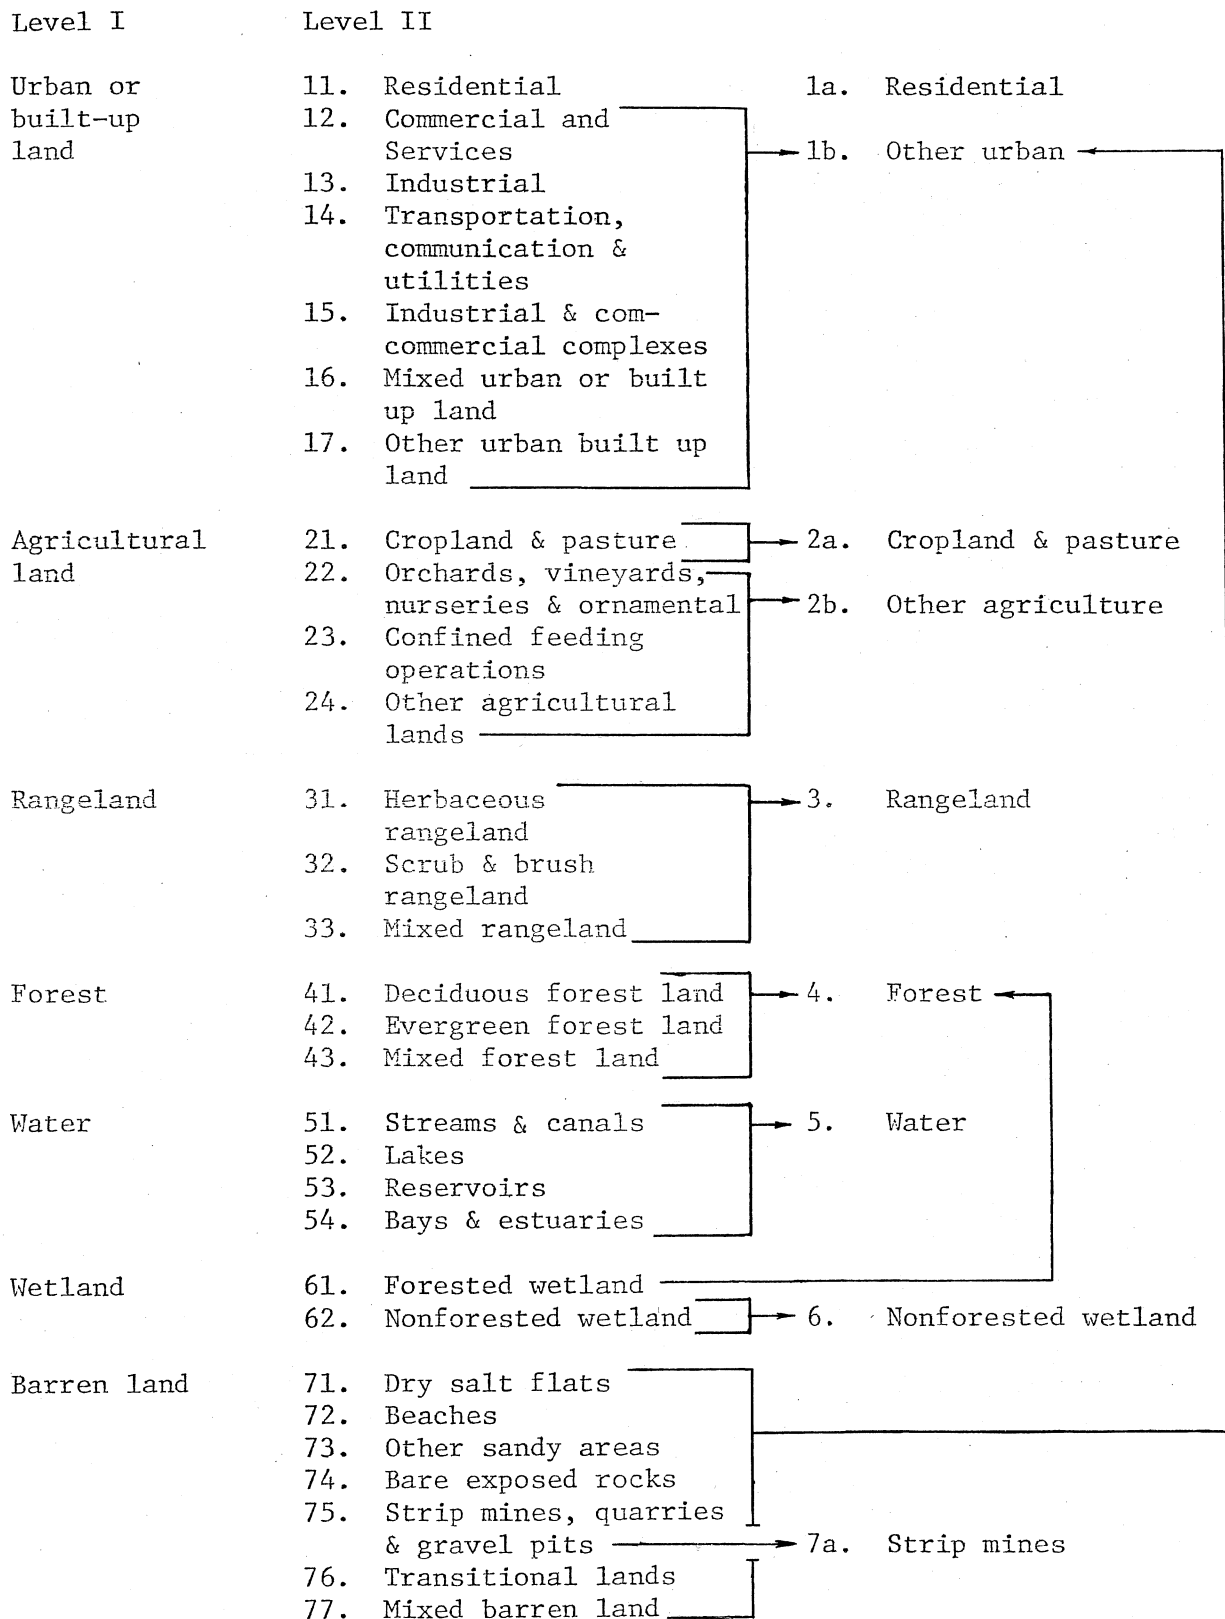 Level I Level II
Urban or 11. Residential 1a. Residential
built-up 12. Commercial and
land Services 1b. Other urban
13. Industrial
14. Transportation,
communication &
utilities
15. Industrial & com-
commercial complexes
16. Mixed urban or built
up land
17. Other urban built up
land
Agricultural 21. Cropland & pasture 2a. Cropland & pasture
land 22. Orchards, vineyards,
nurseries & ornamental 2b. Other agriculture
23. Confined feeding
operations
24. Other agricultural
lands
Rangeland 31. Herbaceous 3. Rangeland
rangeland
32. Scrub & brush
rangeland
33. Mixed rangeland
Forest 41. Deciduous forest land 4. Forest
42. Evergreen forest land
43. Mixed forest land
Water 51. Streams & canals 5. Water
52. Lakes
53. Reservoirs
54. Bays & estuaries
Wetland 61. Forested wetland
62. Nonforested wetland 6. Nonforested wetland
Barren land 71. Dry salt flats
72. Beaches
73. Other sandy areas
74. Bare exposed rocks
75. Strip mines, quarries
& gravel pits 7a. Strip mines
76. Transitional lands
77. Mixed barren land